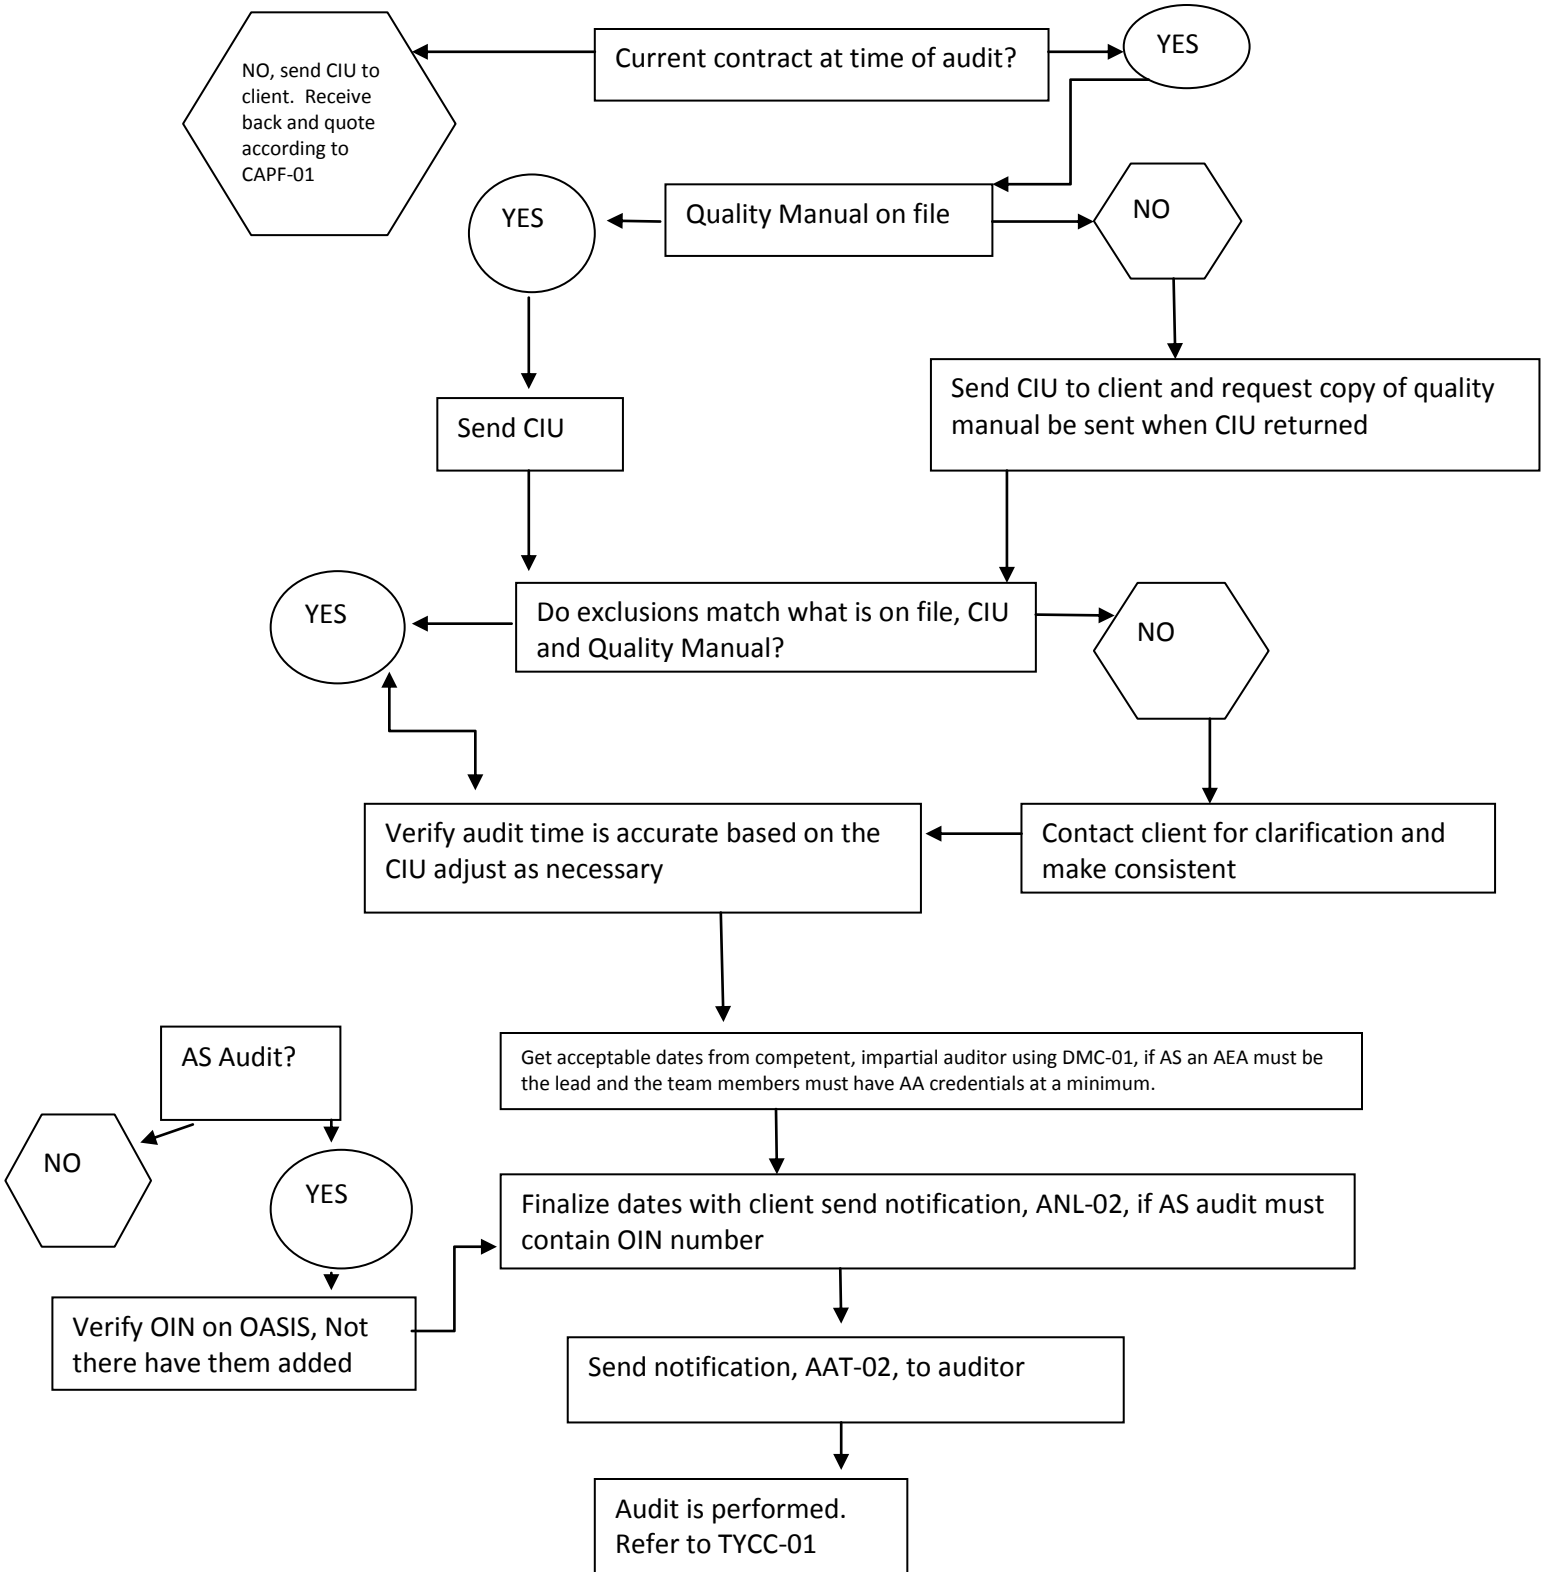 Current contract at time of audit?
YES
NO, send CIU to
client.  Receive
back and quote
according to
CAPF-01
YES
Quality Manual on file
NO
Send CIU
Send CIU to client and request copy of quality
manual be sent when CIU returned
YES
Do exclusions match what is on file, CIU
and Quality Manual?
NO
Verify audit time is accurate based on the
CIU adjust as necessary
Contact client for clarification and
make consistent
AS Audit?
Get acceptable dates from competent, impartial auditor using DMC-01, if AS an AEA must be
the lead and the team members must have AA credentials at a minimum.
NO
YES
Finalize dates with client send notification, ANL-02, if AS audit must
contain OIN number
Verify OIN on OASIS, Not
there have them added
Send notification, AAT-02, to auditor
Audit is performed.
Refer to TYCC-01